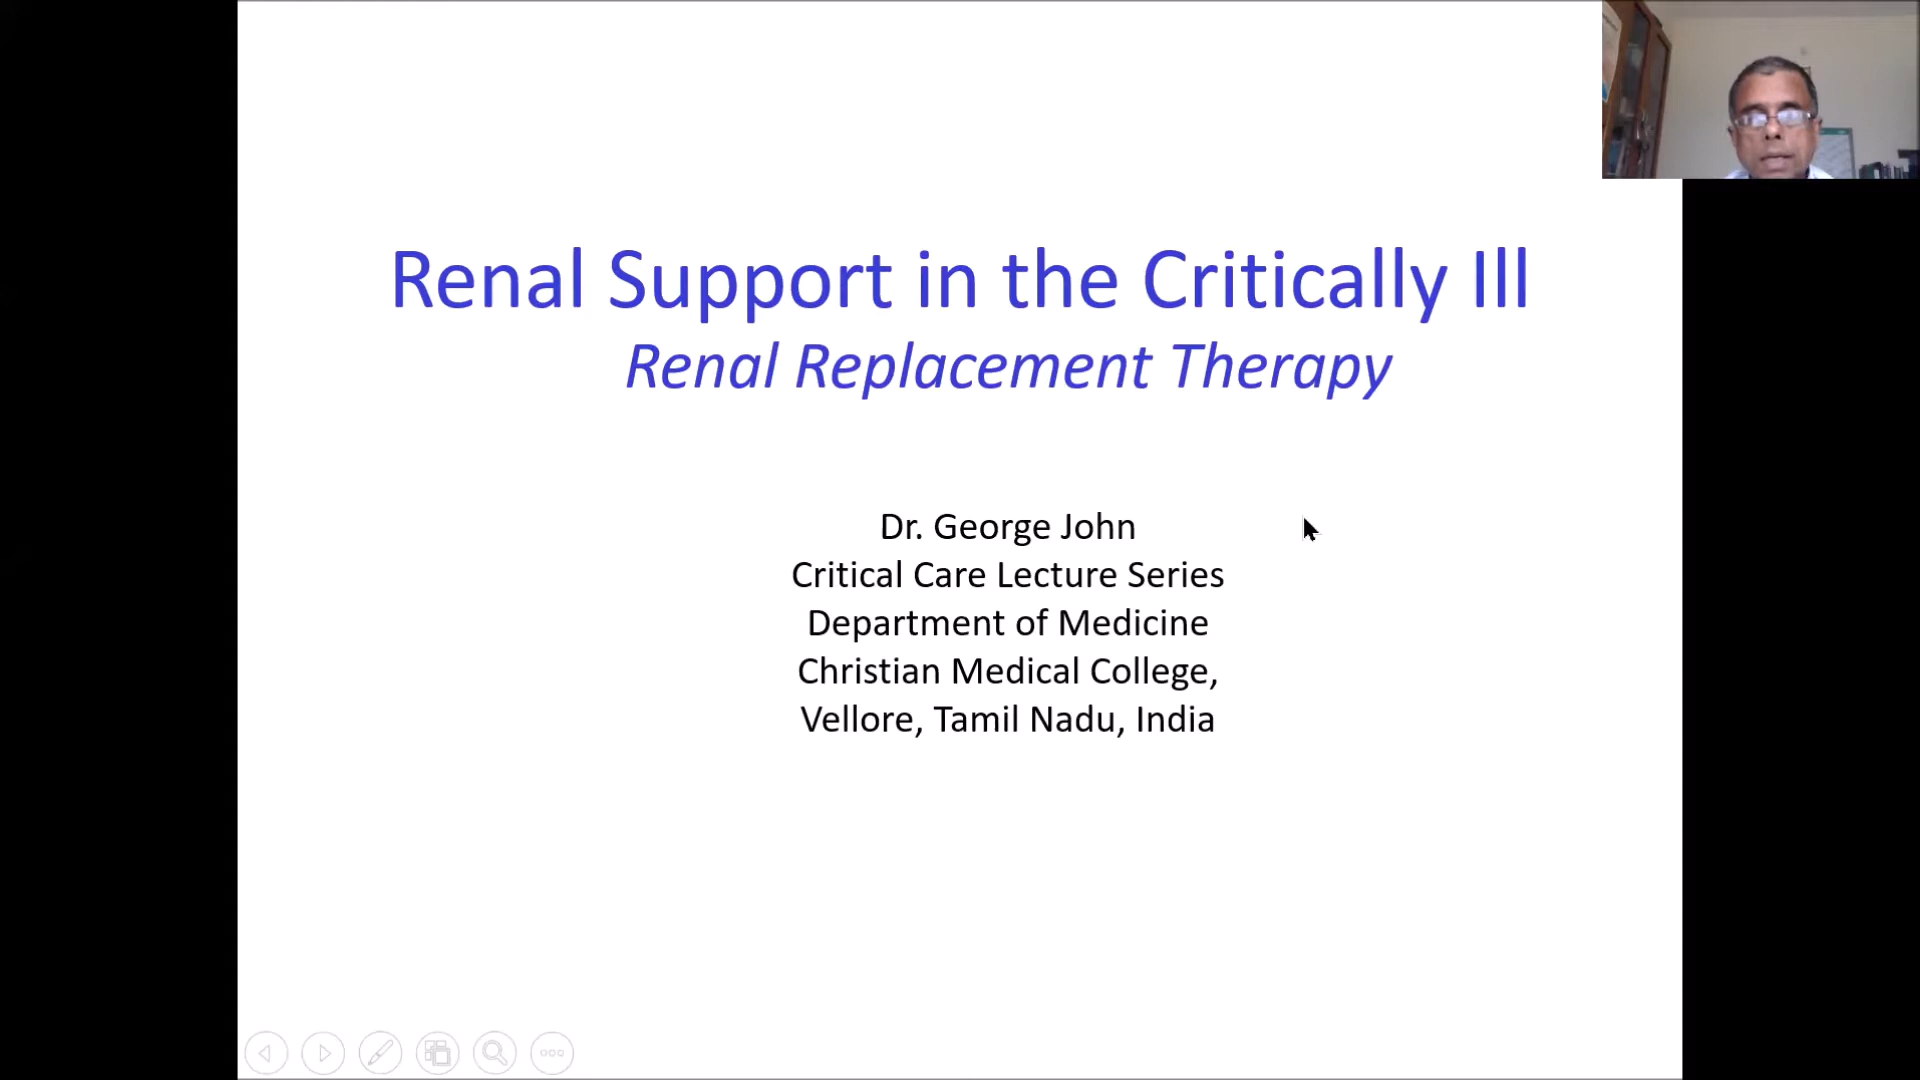 Renal Support in the Critically Ill
Renal Replacement Therapy
Dr. George John
Critical Care Lecture Series
Department of Medicine
Christian Medical College,
Vellore, Tamil Nadu, India